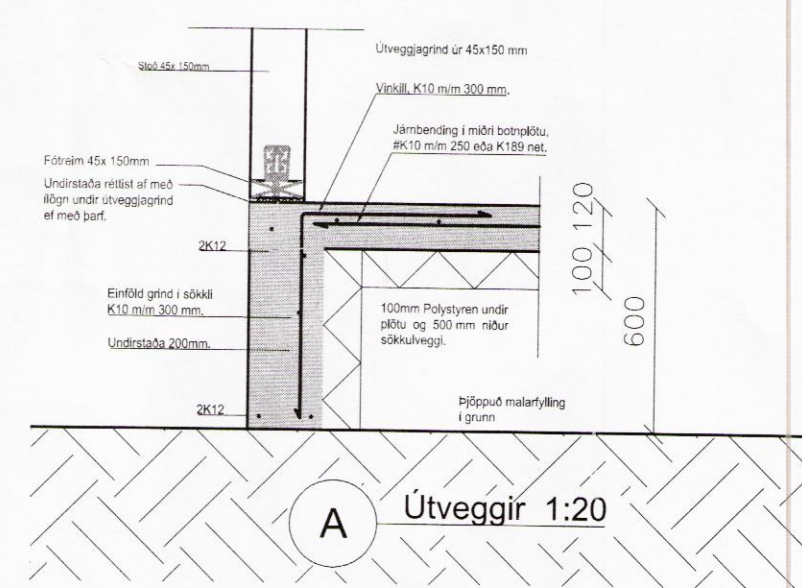 Útveggjagrind úr 45x150 mm
Stoð 45x 150mm
Vinkill, K10 m/m 300 mm.
Járnbending í miðri botnplötu,
#K10 m/m 250 eða K189 net.
Fótreim 45x 150mm
Undirstaða réttist af með
ílögn undir útveggjagrind
ef með þarf.
2K12
120
100
600
Einföld grind í sökkli
K10 m/m 300 mm.
Undirstaða 200mm.
100mm Polystyren undir
plötu og 500 mm niður
sökkulveggi.
2K12
Þjöppuð malarfylling
í grunn
A
Útveggir 1:20